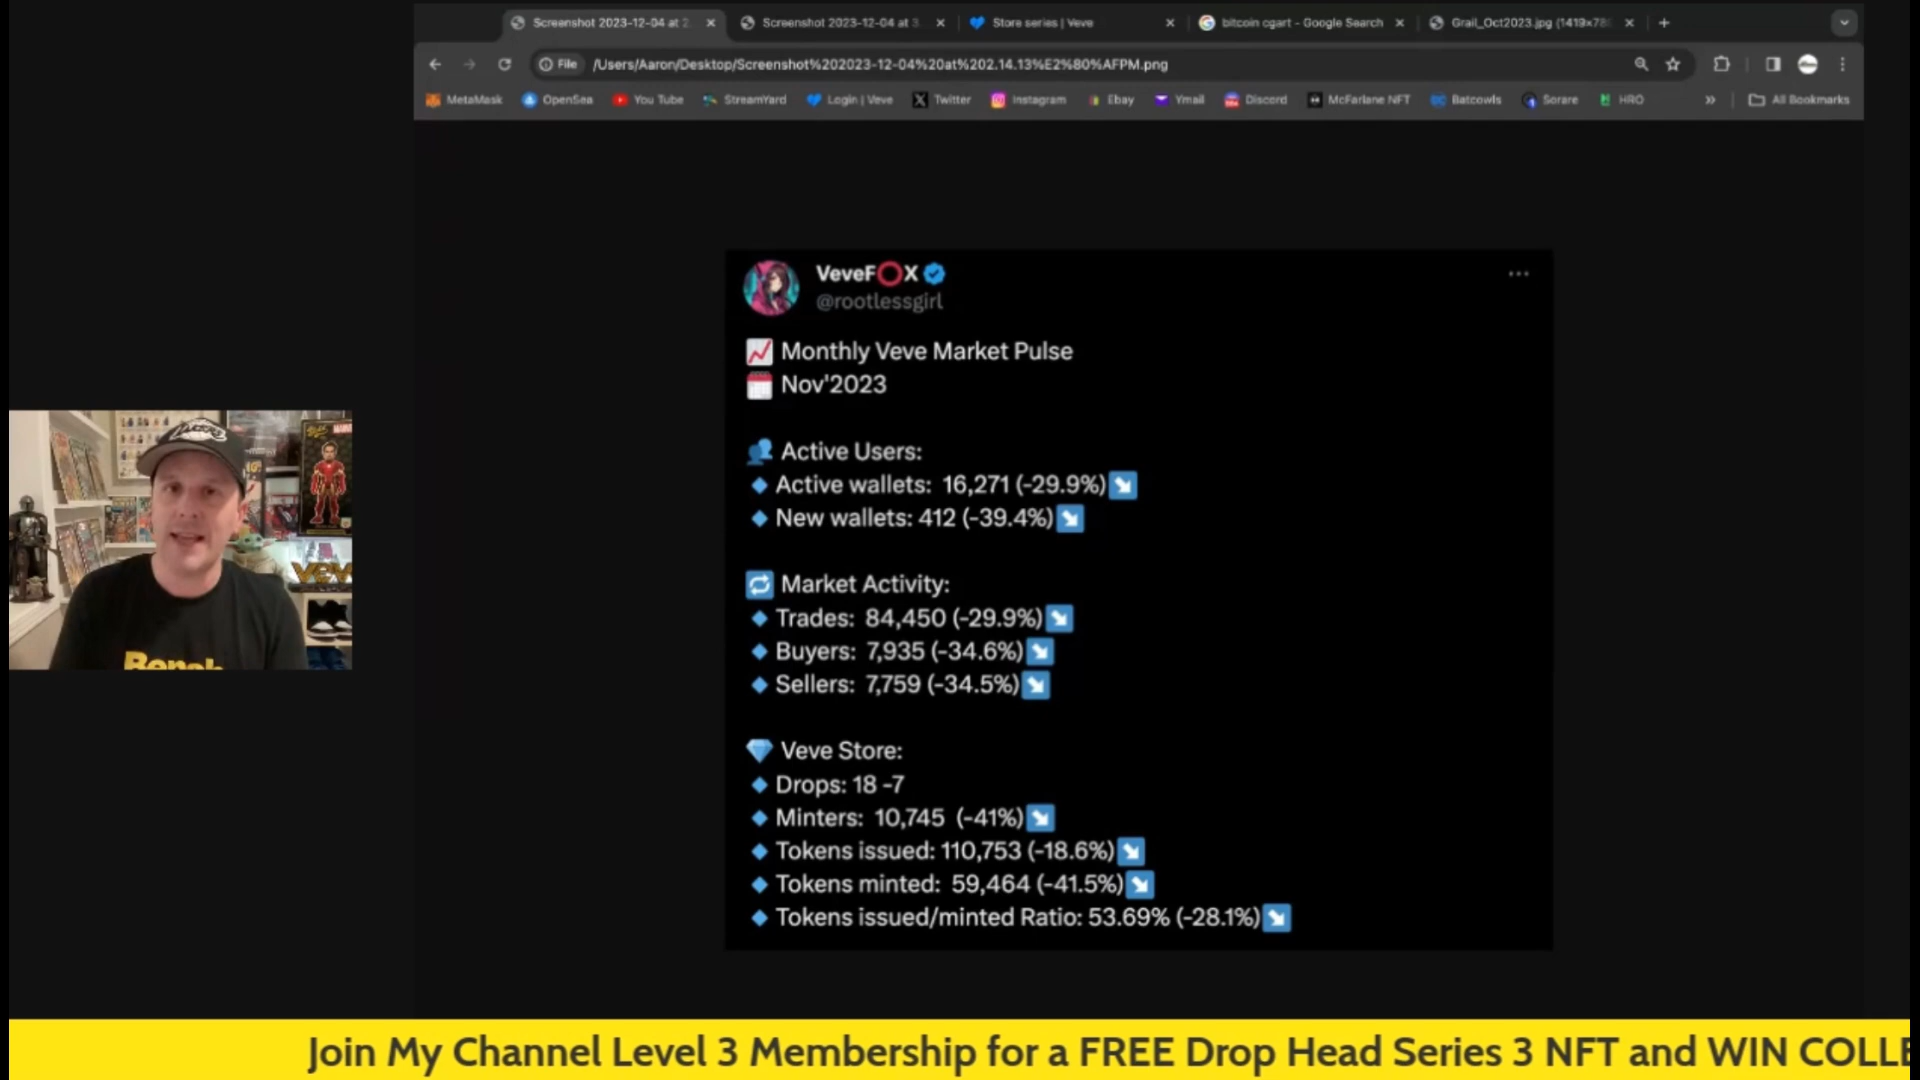 Screenshot 2023-12-04 at 2.
Screenshot 2023-12-04 at 3.
Store series | Veve
bitcoin cgart - Google Search
Grail_Oct2023.jpg (1419×78
File
/Users/Aaron/Desktop/Screenshot%202023-12-04%20at%202.14.13%E2%80%AFPM.png
MetaMask
OpenSea
You Tube
StreamYard
Login | Veve
Twitter
Instagram
Ebay
Ymail
Discord
McFarlane NFT
Batcowls
Sorare
HRO
All Bookmarks
VeveF⭕X
@rootlessgirl
📈 Monthly Veve Market Pulse
Nov'2023
👥 Active Users:
🔹 Active wallets: 16,271 (-29.9%)↘
🔹 New wallets: 412 (-39.4%)↘
🔁 Market Activity:
🔹 Trades: 84,450 (-29.9%)↘
🔹 Buyers: 7,935 (-34.6%)↘
🔹 Sellers: 7,759 (-34.5%)↘
💎 Veve Store:
🔹 Drops: 18 -7
🔹 Minters: 10,745 (-41%)↘
🔹 Tokens issued: 110,753 (-18.6%)↘
🔹 Tokens minted: 59,464 (-41.5%)↘
🔹 Tokens issued/minted Ratio: 53.69% (-28.1%)↘
Join My Channel Level 3 Membership for a FREE Drop Head Series 3 NFT and WIN COLLE